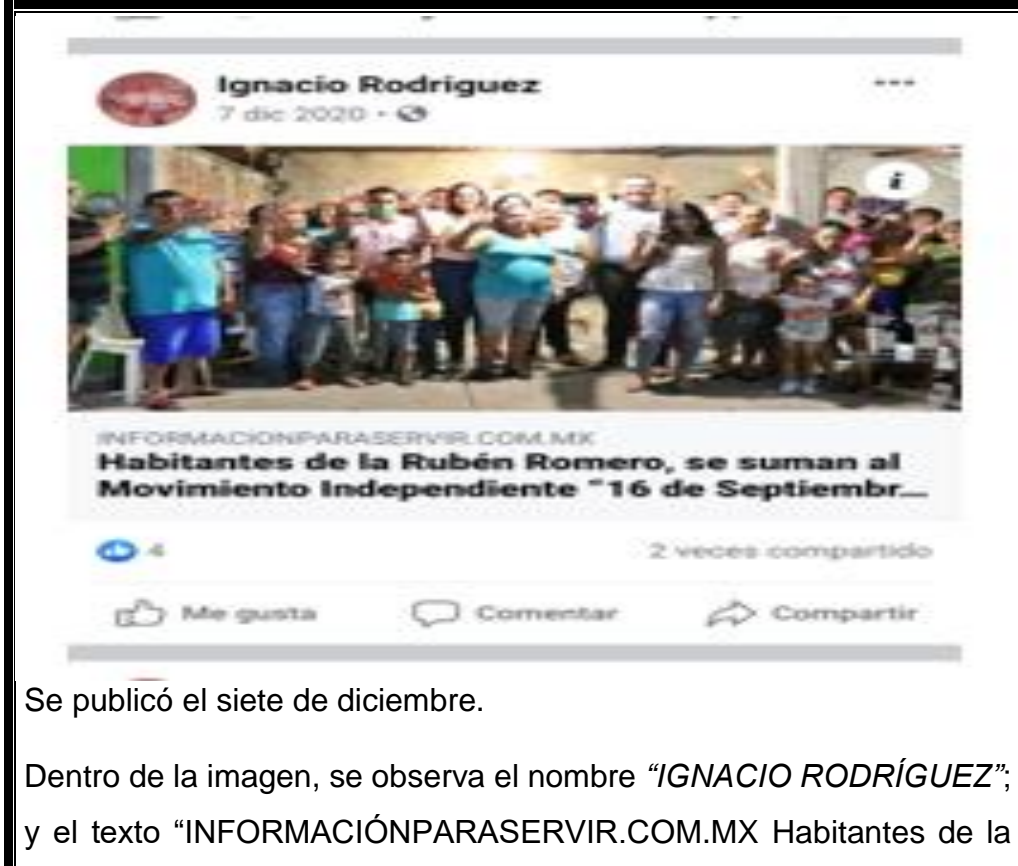 Ignacio Rodriguez
7 dic 2020
i
INFORMACIONPARASERVIR.COM.MX
Habitantes de la Rubén Romero, se suman al
Movimiento Independiente "16 de Septiembr...
4
2 veces compartido
Me gusta
Comentar
Compartir
Se publicó el siete de diciembre.
Dentro de la imagen, se observa el nombre “IGNACIO RODRÍGUEZ”;
y el texto “INFORMACIÓNPARASERVIR.COM.MX Habitantes de la